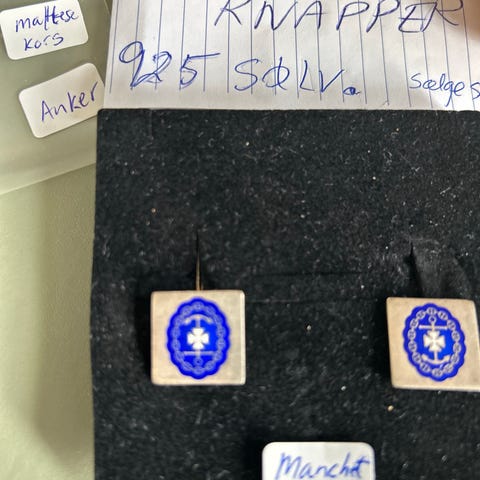 maltese
kors
Anker
KNAPPER
925 SØLV.
Sælges
Manchet